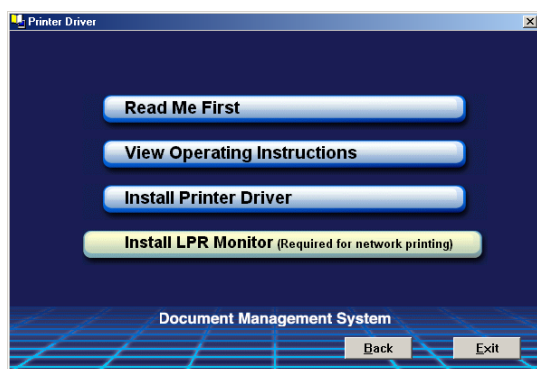 Printer Driver
Read Me First
View Operating Instructions
Install Printer Driver
Install LPR Monitor (Required for network printing)
Document Management System
Back Exit